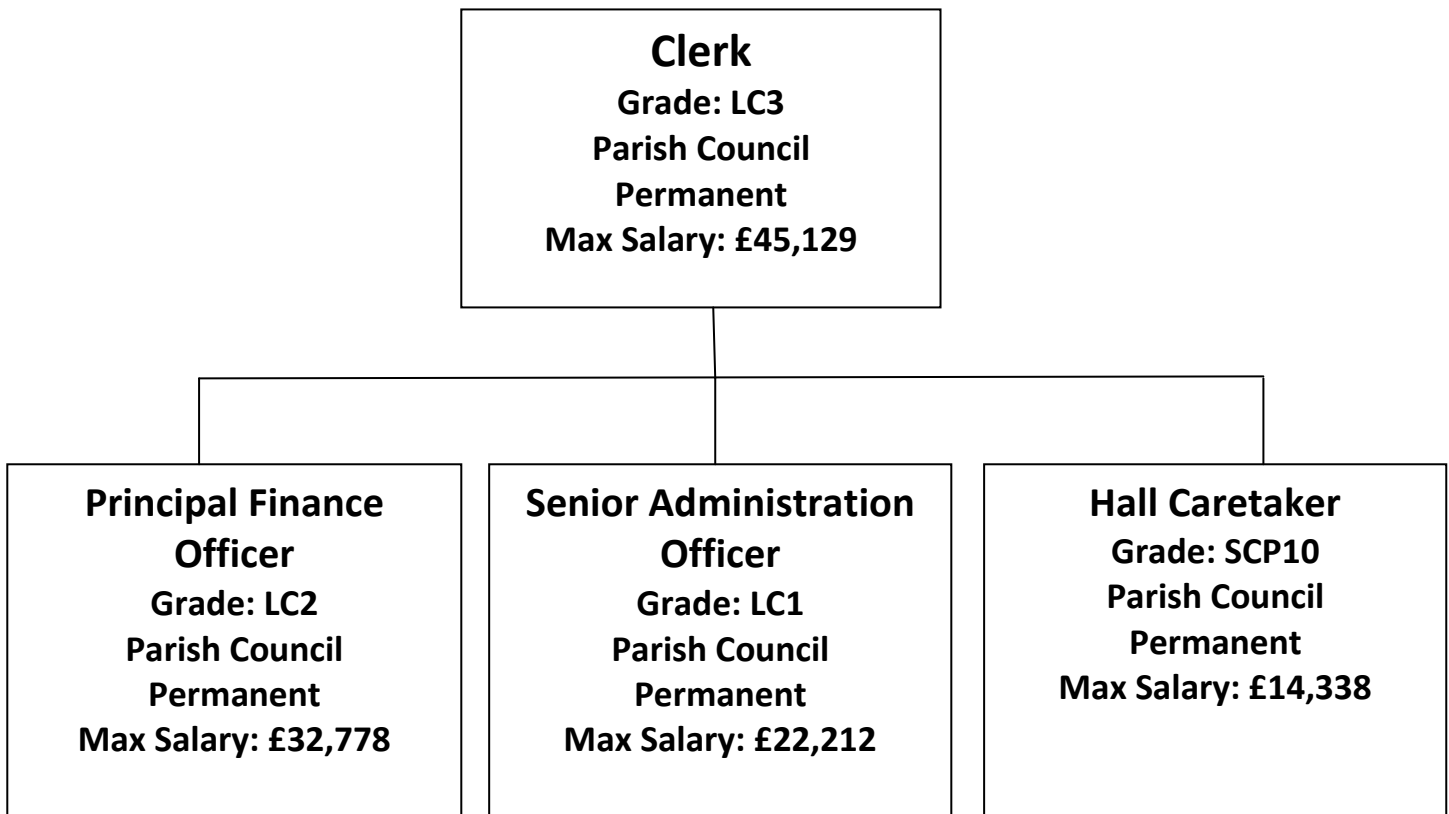 Clerk
Grade: LC3
Parish Council
Permanent
Max Salary: £45,129
Principal Finance
Officer
Grade: LC2
Parish Council
Permanent
Max Salary: £32,778
Senior Administration
Officer
Grade: LC1
Parish Council
Permanent
Max Salary: £22,212
Hall Caretaker
Grade: SCP10
Parish Council
Permanent
Max Salary: £14,338